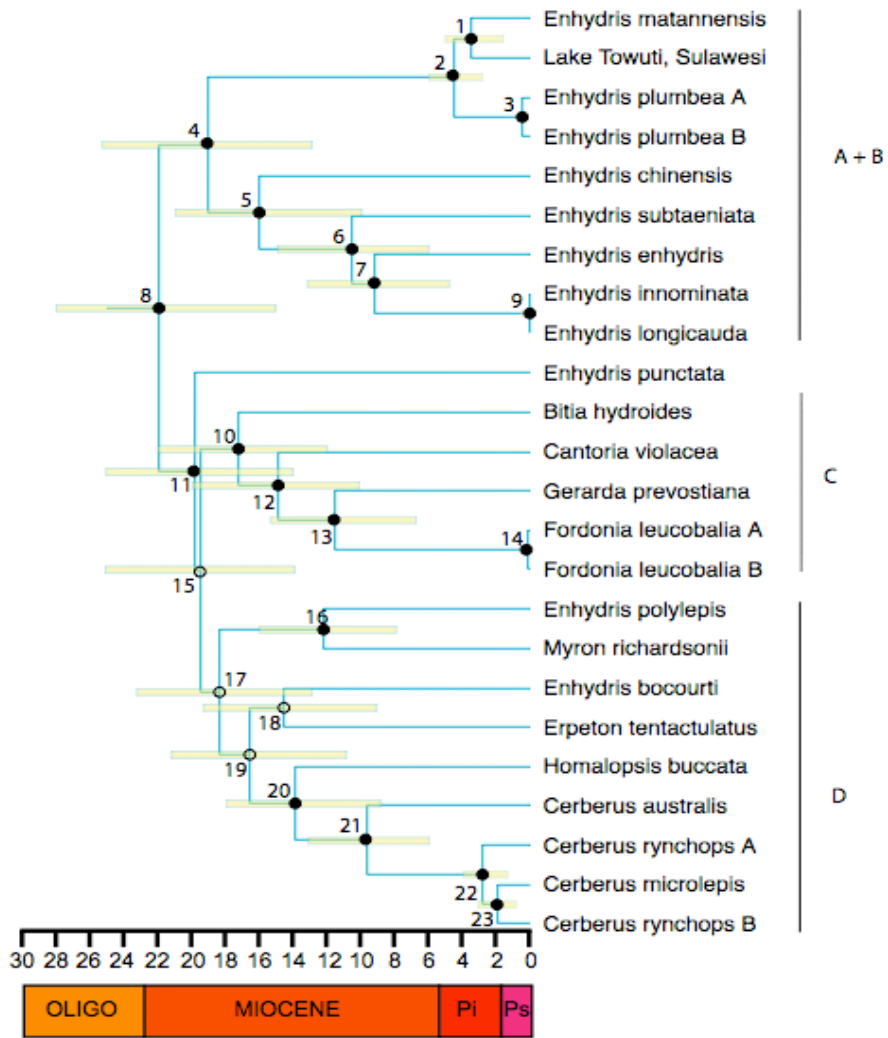 1
Enhydris matannensis
2
Lake Towuti, Sulawesi
3
Enhydris plumbea A
4
Enhydris plumbea B
A + B
5
Enhydris chinensis
6
Enhydris subtaeniata
7
Enhydris enhydris
8
9
Enhydris innominata
Enhydris longicauda
Enhydris punctata
10
Bitia hydroides
11
12
Cantoria violacea
C
13
Gerarda prevostiana
14
Fordonia leucobalia A
15
Fordonia leucobalia B
16
Enhydris polylepis
Myron richardsonii
17
Enhydris bocourti
18
Erpeton tentactulatus
19
Homalopsis buccata
20
Cerberus australis
D
21
Cerberus rynchops A
22
Cerberus microlepis
23
Cerberus rynchops B
30 28 26 24 22 20 18 16 14 12 10 8 6 4 2 0
OLIGO MIOCENE Pi Ps